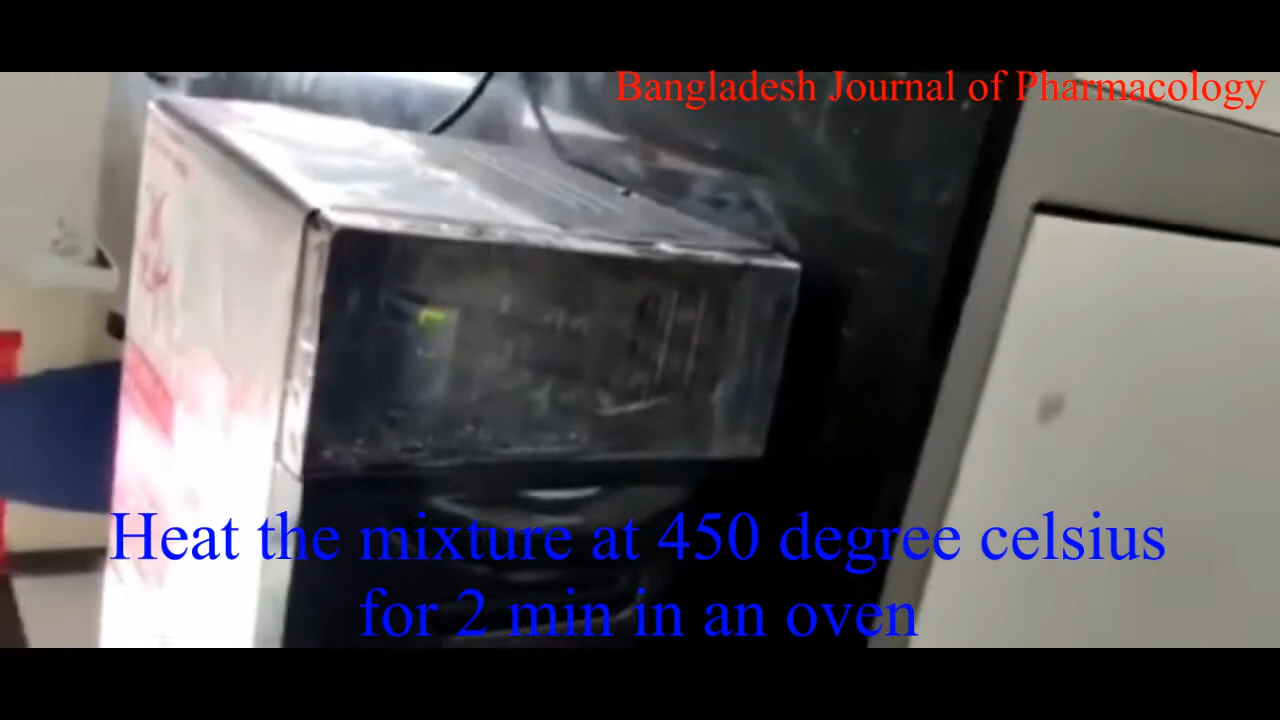 Bangladesh Journal of Pharmacology
Heat the mixture at 450 degree celsius
for 2 min in an oven